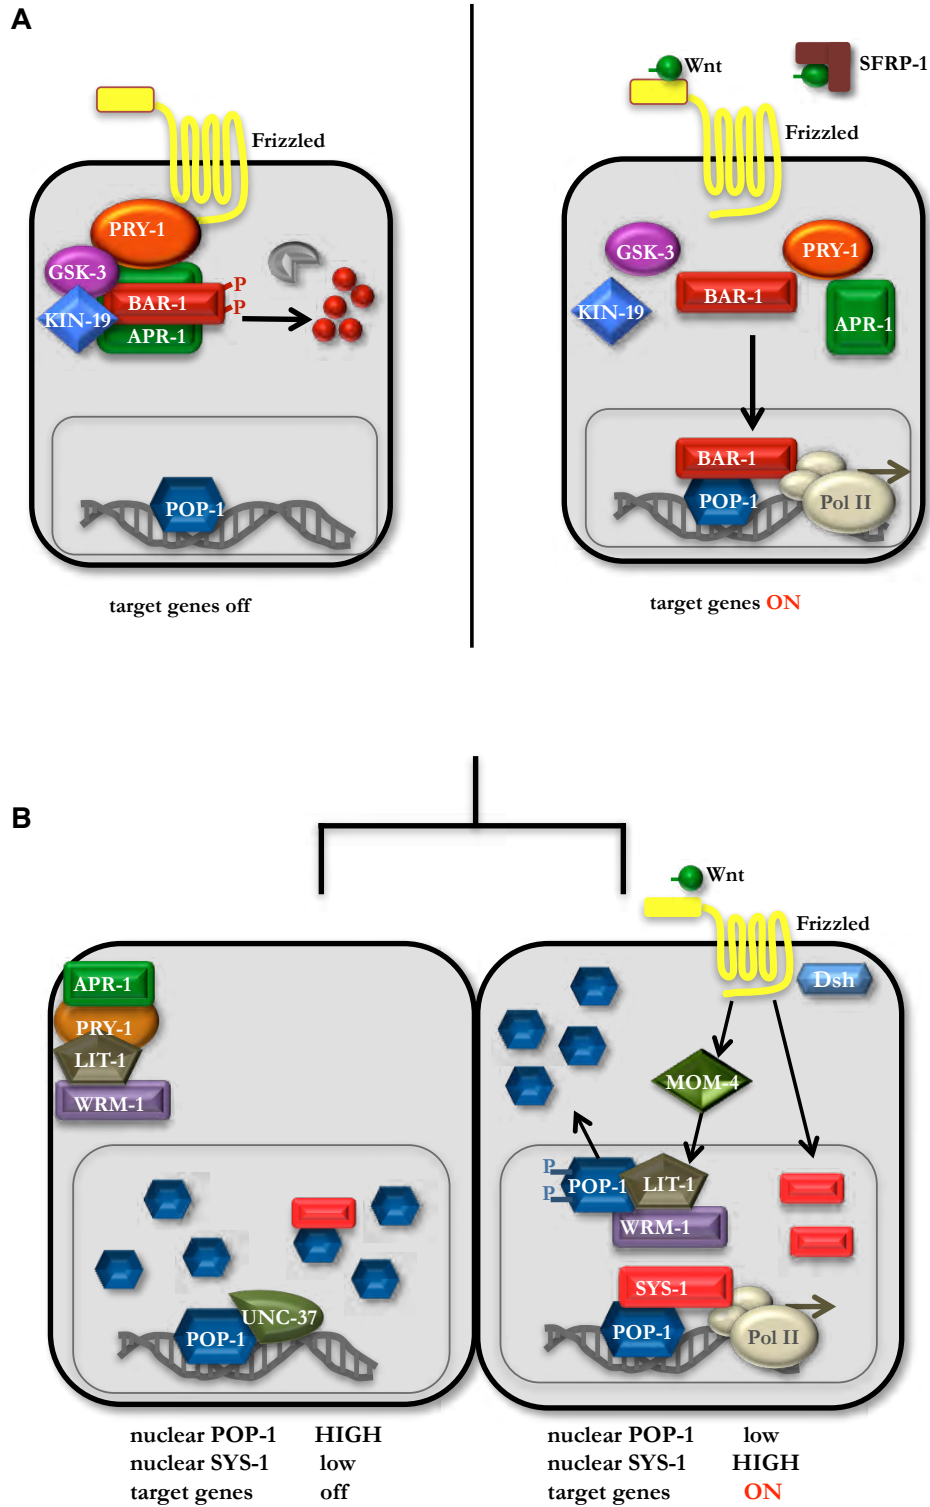 A
Frizzled
PRY-1
GSK-3
BAR-1
P
P
KIN-19
APR-1
POP-1
target genes off
Wnt
SFRP-1
Frizzled
GSK-3
PRY-1
BAR-1
KIN-19
APR-1
BAR-1
POP-1
Pol II
target genes ON
B
APR-1
PRY-1
LIT-1
WRM-1
UNC-37
POP-1
nuclear POP-1 HIGH
nuclear SYS-1 low
target genes off
Wnt
Frizzled
Dsh
MOM-4
P
P
POP-1
LIT-1
WRM-1
SYS-1
POP-1
Pol II
nuclear POP-1 low
nuclear SYS-1 HIGH
target genes ON